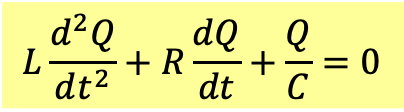 L d²Q/dt² + R dQ/dt + Q/C = 0